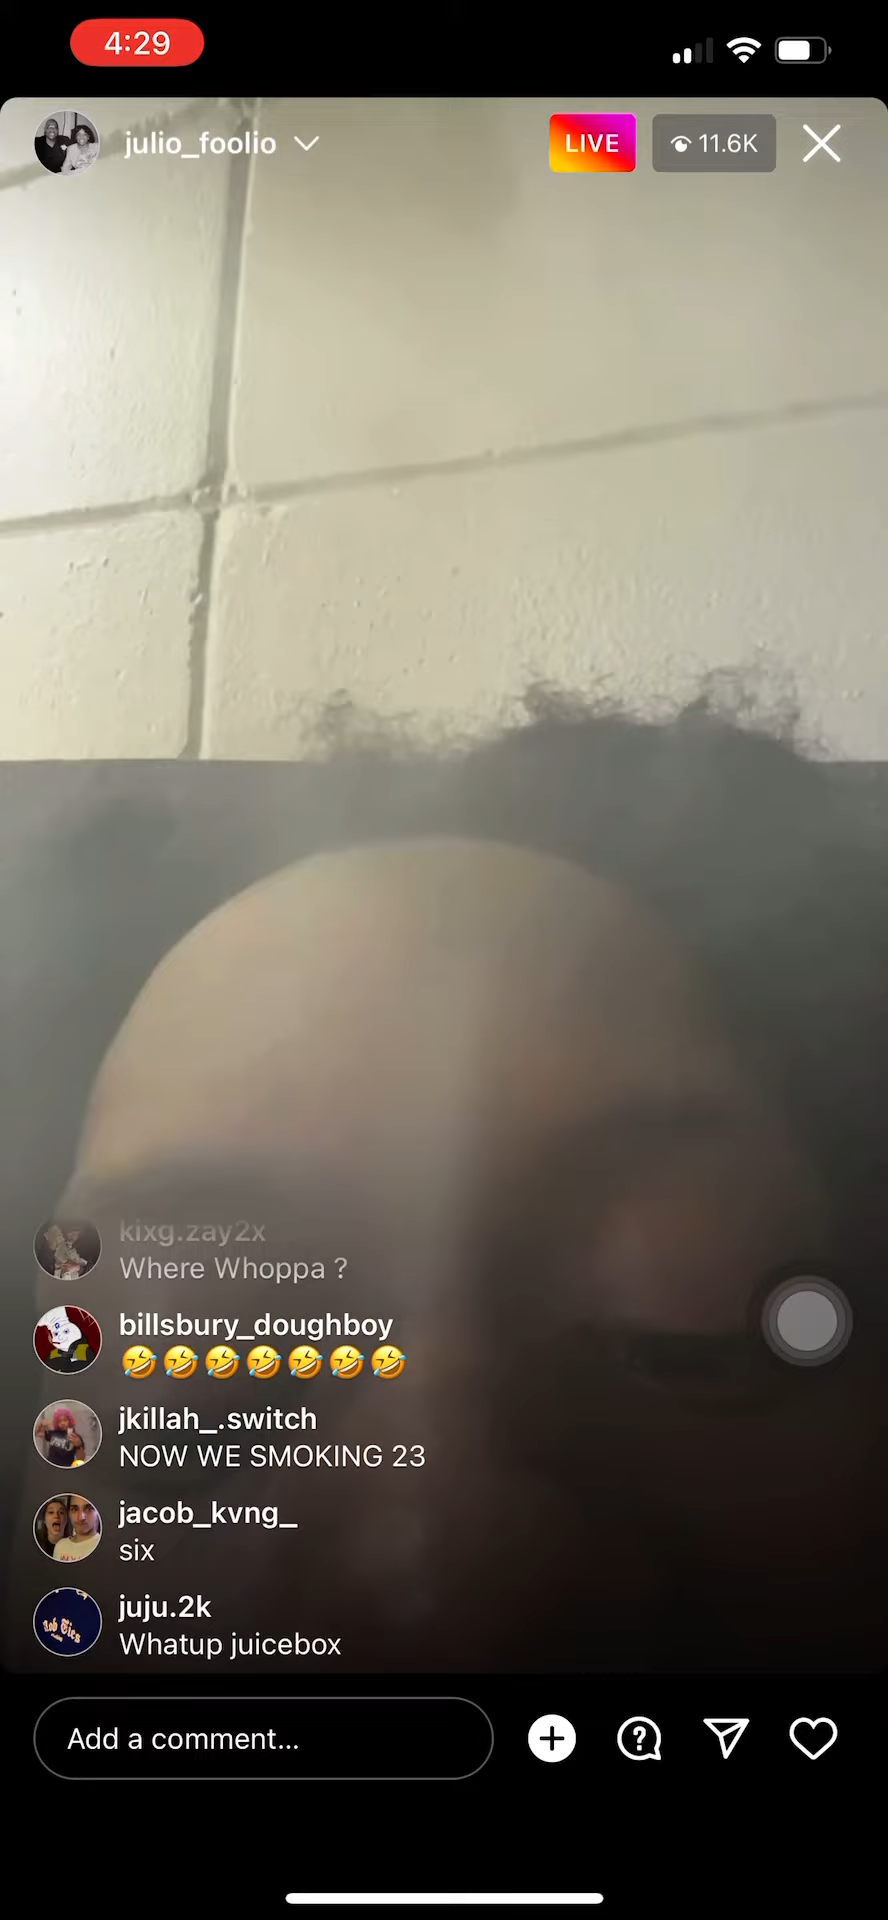 4:29
julio_foolio
LIVE
11.6K
kixg.zay2x
Where Whoppa ?
billsbury_doughboy
🤣🤣🤣🤣🤣🤣🤣
jkillah_.switch
NOW WE SMOKING 23
jacob_kvng_
six
juju.2k
Whatup juicebox
Add a comment...